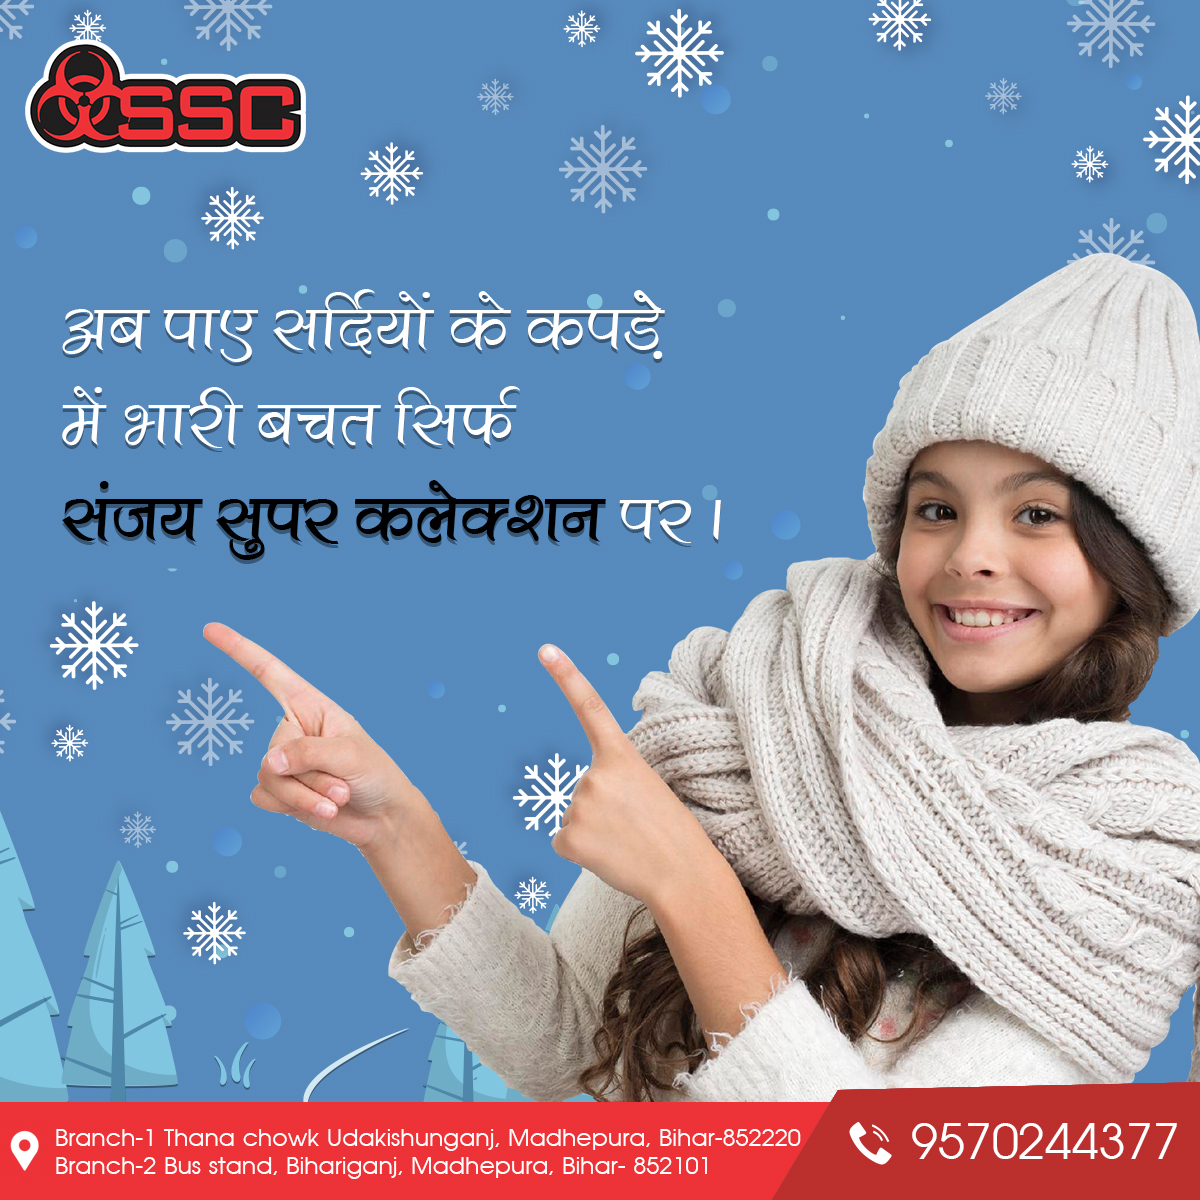 SSC
अब पाए सर्दियों के कपड़े
में भारी बचत सिर्फ
संजय सुपर कलेक्शन पर।
Branch-1 Thana chowk Udakishunganj, Madhepura, Bihar-852220
Branch-2 Bus stand, Bihariganj, Madhepura, Bihar- 852101
9570244377